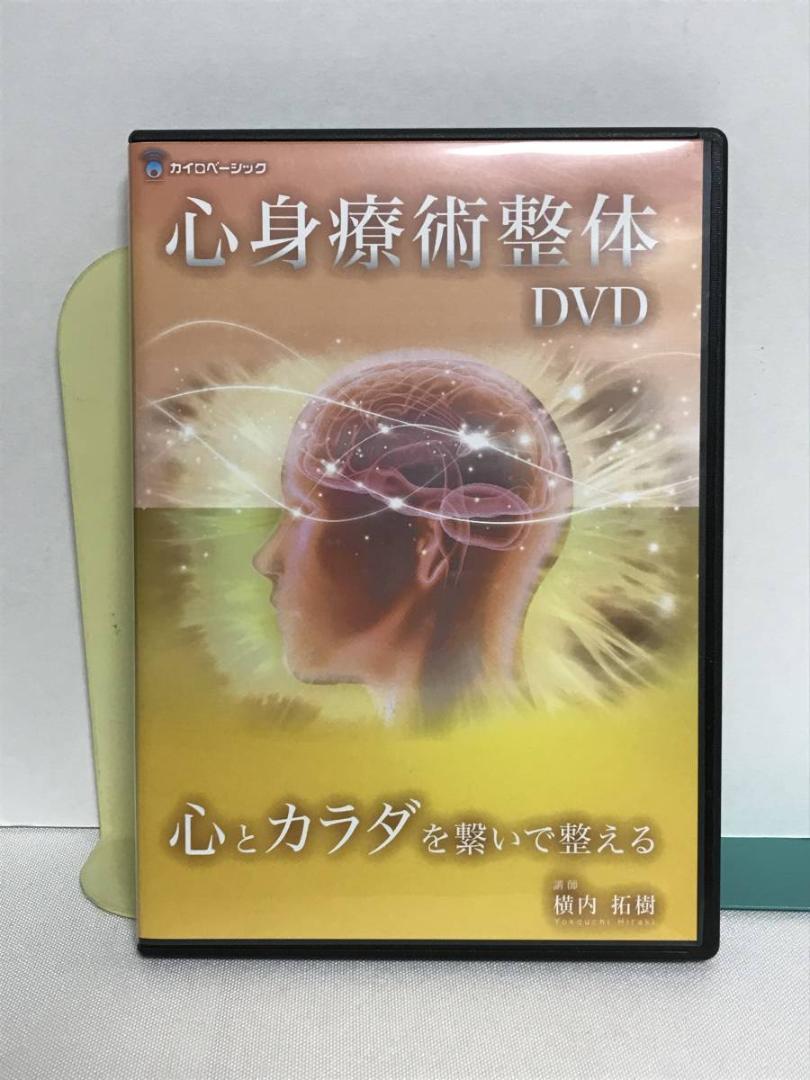 カイロベーシック
心身療術整体
DVD
心とカラダを繋いで整える
講師
横内 拓樹
Yokouchi Hiroki